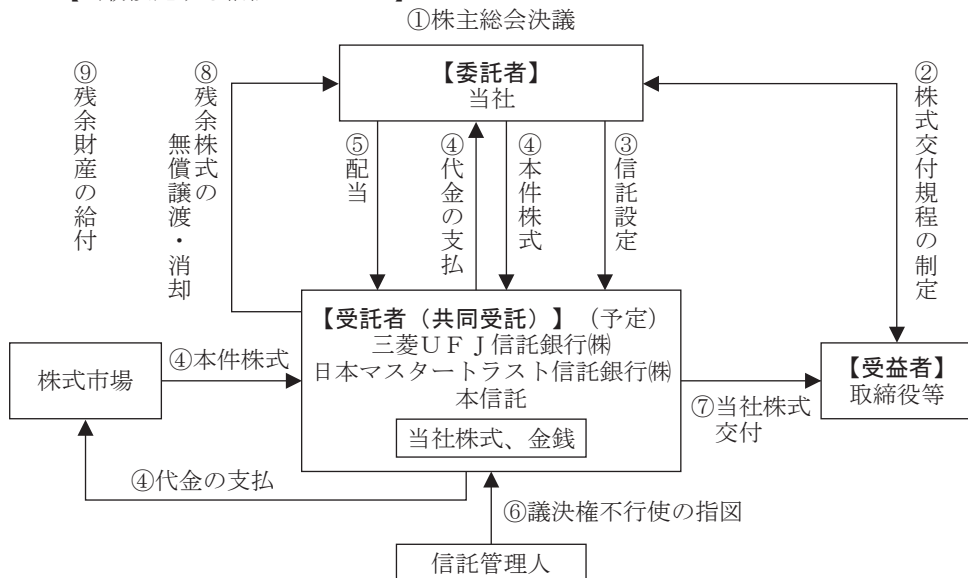 ①株主総会決議
【委託者】
当社
⑨残余財産の給付
⑧残余株式の
無償譲渡・消却
⑤配当
④代金の支払
④本件株式
③信託設定
②株式交付規程の制定
【受託者（共同受託）】（予定）
三菱ＵＦＪ信託銀行㈱
日本マスタートラスト信託銀行㈱
本信託
当社株式、金銭
株式市場
④本件株式
④代金の支払
【受益者】
取締役等
⑦当社株式
交付
⑥議決権不行使の指図
信託管理人